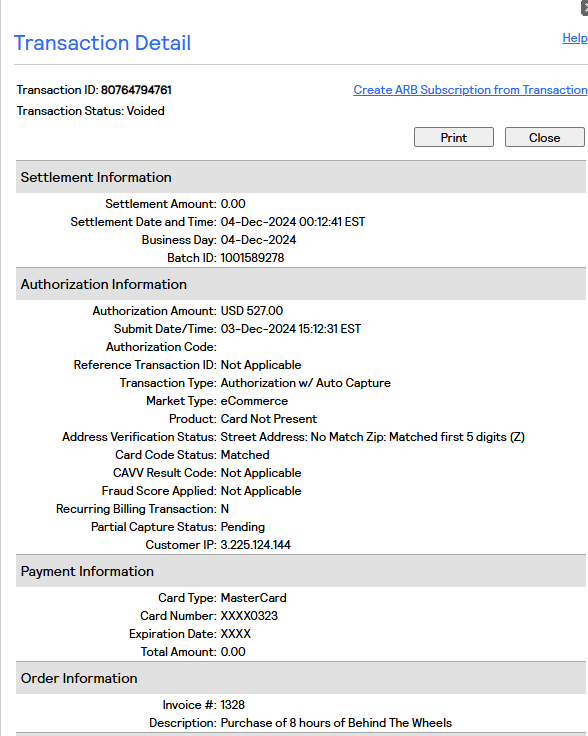 Transaction Detail
Help
Transaction ID: 80764794761
Create ARB Subscription from Transaction
Transaction Status: Voided
Print
Close
Settlement Information
Settlement Amount: 0.00
Settlement Date and Time: 04-Dec-2024 00:12:41 EST
Business Day: 04-Dec-2024
Batch ID: 1001589278
Authorization Information
Authorization Amount: USD 527.00
Submit Date/Time: 03-Dec-2024 15:12:31 EST
Authorization Code:
Reference Transaction ID: Not Applicable
Transaction Type: Authorization w/ Auto Capture
Market Type: eCommerce
Product: Card Not Present
Address Verification Status: Street Address: No Match Zip: Matched first 5 digits (Z)
Card Code Status: Matched
CAVV Result Code: Not Applicable
Fraud Score Applied: Not Applicable
Recurring Billing Transaction: N
Partial Capture Status: Pending
Customer IP: 3.225.124.144
Payment Information
Card Type: MasterCard
Card Number: XXXX0323
Expiration Date: XXXX
Total Amount: 0.00
Order Information
Invoice #: 1328
Description: Purchase of 8 hours of Behind The Wheels